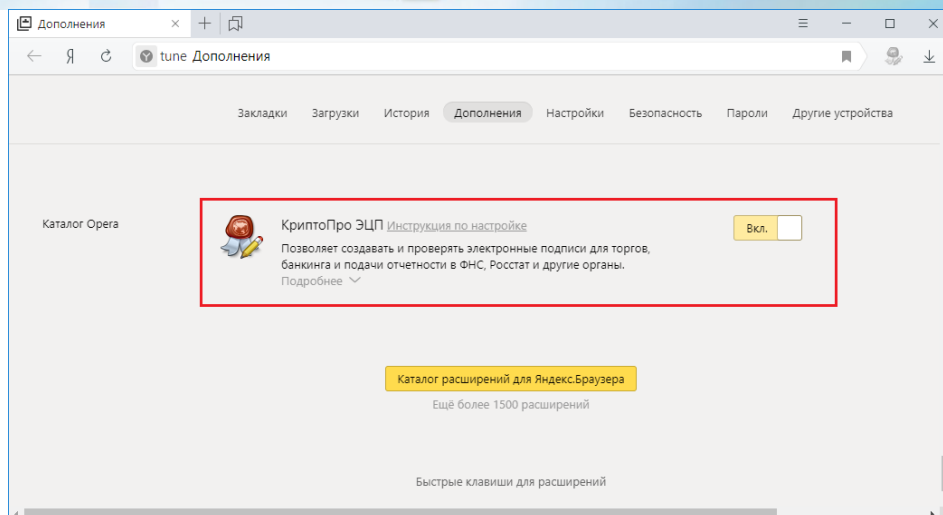 Дополнения
Я
tune Дополнения
Закладки Загрузки История Дополнения Настройки Безопасность Пароли Другие устройства
Каталог Opera
КриптоПро ЭЦП Инструкция по настройке
Вкл.
Позволяет создавать и проверять электронные подписи для торгов,
банкинга и подачи отчетности в ФНС, Росстат и другие органы.
Подробнее
Каталог расширений для Яндекс.Браузера
Ещё более 1500 расширений
Быстрые клавиши для расширений